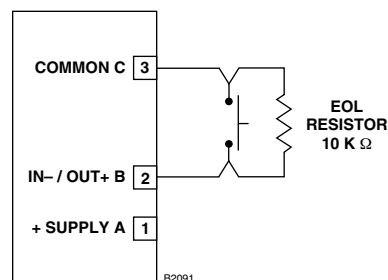 COMMON C 3
EOL
RESISTOR
10 K Ω
IN– / OUT+ B 2
+ SUPPLY A 1
B2091